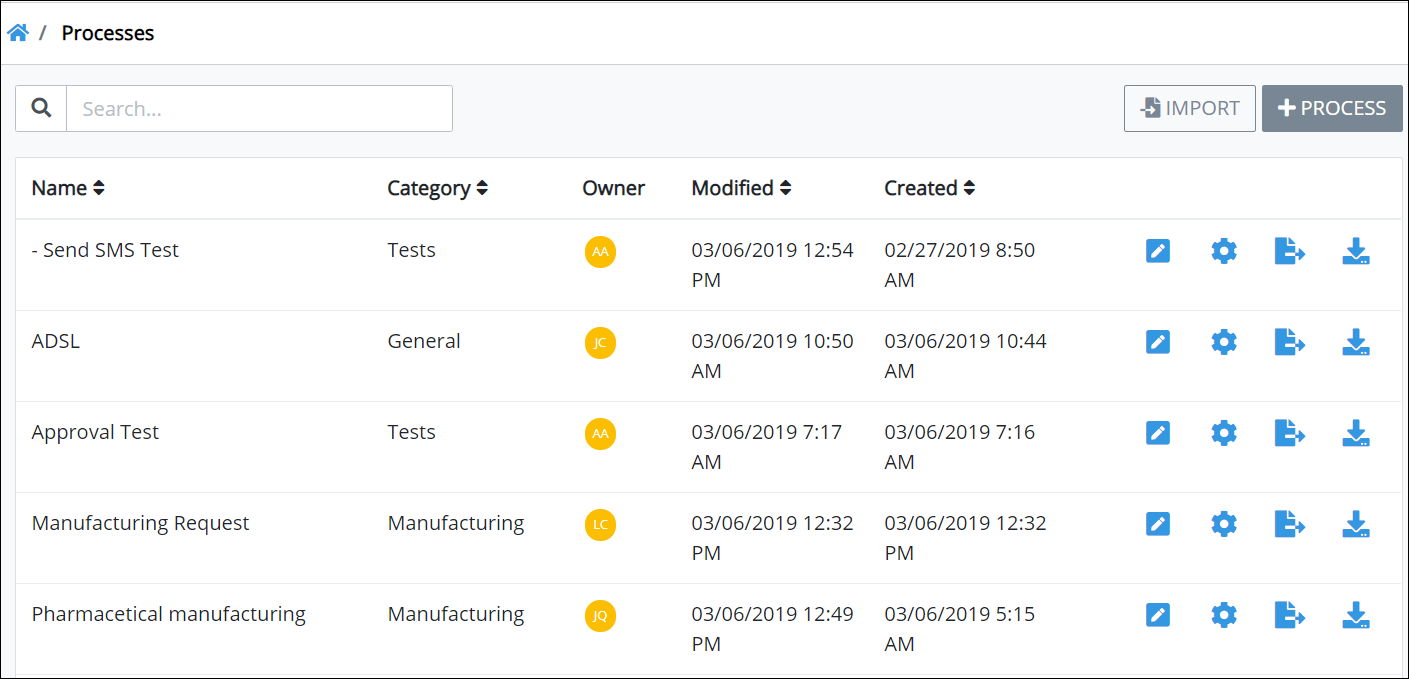 / Processes
Search...
IMPORT
PROCESS
Name Category Owner Modified Created
- Send SMS Test Tests AA 03/06/2019 12:54 02/27/2019 8:50
PM AM
ADSL General JC 03/06/2019 10:50 03/06/2019 10:44
AM AM
Approval Test Tests AA 03/06/2019 7:17 03/06/2019 7:16
AM AM
Manufacturing Request Manufacturing LC 03/06/2019 12:32 03/06/2019 12:32
PM PM
Pharmacetical manufacturing Manufacturing JQ 03/06/2019 12:49 03/06/2019 5:15
PM AM